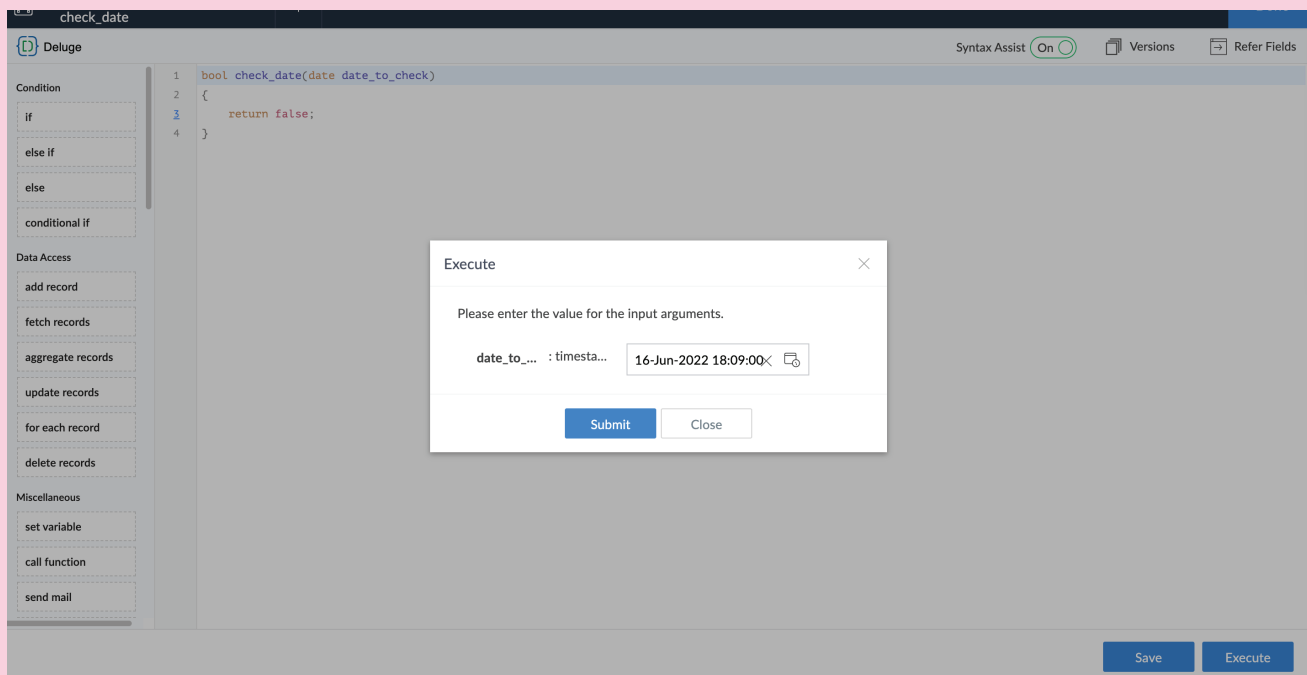 check_date
Deluge
Syntax Assist On
Versions
Refer Fields
Condition
if
else if
else
conditional if
Data Access
add record
fetch records
aggregate records
update records
for each record
delete records
Miscellaneous
set variable
call function
send mail
1 bool check_date(date date_to_check)
2 {
3 return false;
4 }
Execute
Please enter the value for the input arguments.
date_to_... : timesta... 16-Jun-2022 18:09:00
Submit
Close
Save
Execute